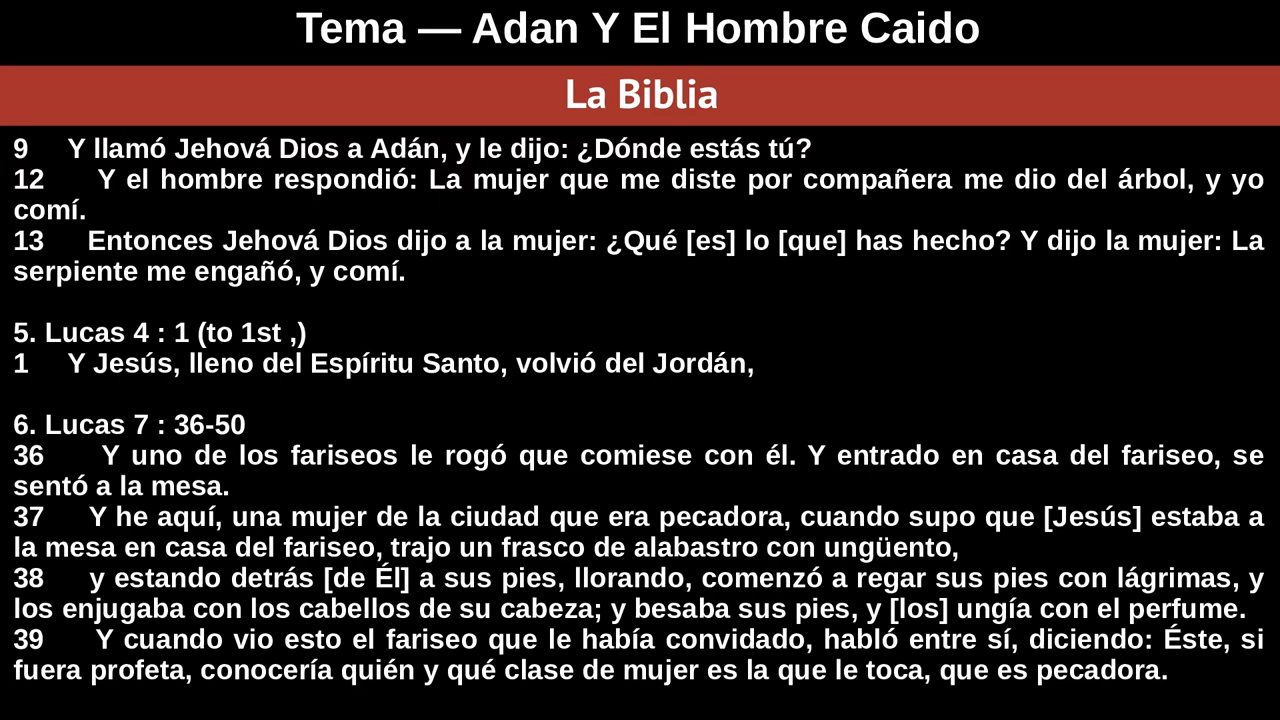 Tema — Adan Y El Hombre Caido
La Biblia
9 Y llamó Jehová Dios a Adán, y le dijo: ¿Dónde estás tú?
12 Y el hombre respondió: La mujer que me diste por compañera me dio del árbol, y yo
comí.
13 Entonces Jehová Dios dijo a la mujer: ¿Qué [es] lo [que] has hecho? Y dijo la mujer: La
serpiente me engañó, y comí.
5. Lucas 4 : 1 (to 1st ,)
1 Y Jesús, lleno del Espíritu Santo, volvió del Jordán,
6. Lucas 7 : 36-50
36 Y uno de los fariseos le rogó que comiese con él. Y entrado en casa del fariseo, se
sentó a la mesa.
37 Y he aquí, una mujer de la ciudad que era pecadora, cuando supo que [Jesús] estaba a
la mesa en casa del fariseo, trajo un frasco de alabastro con ungüento,
38 y estando detrás [de Él] a sus pies, llorando, comenzó a regar sus pies con lágrimas, y
los enjugaba con los cabellos de su cabeza; y besaba sus pies, y [los] ungía con el perfume.
39 Y cuando vio esto el fariseo que le había convidado, habló entre sí, diciendo: Éste, si
fuera profeta, conocería quién y qué clase de mujer es la que le toca, que es pecadora.